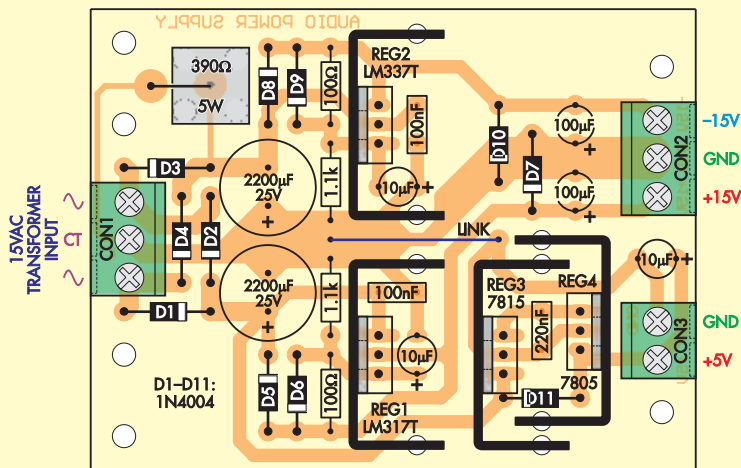 AUDIO POWER SUPPLY
390Ω
5W
D8
D9
100Ω
REG2
LM337T
100nF
10µF
+
D10
D7
100µF
+
100µF
+
–15V
GND
+15V
CON2
D3
2200µF
25V
+
1.1k
15VAC
TRANSFORMER
INPUT
CT
CON1
D4
D2
LINK
D1
2200µF
25V
+
1.1k
100nF
10µF
+
REG3
7815
REG4
220nF
7805
10µF
+
GND
+5V
CON3
D11
D1–D11:
1N4004
D5
D6
100Ω
REG1
LM317T